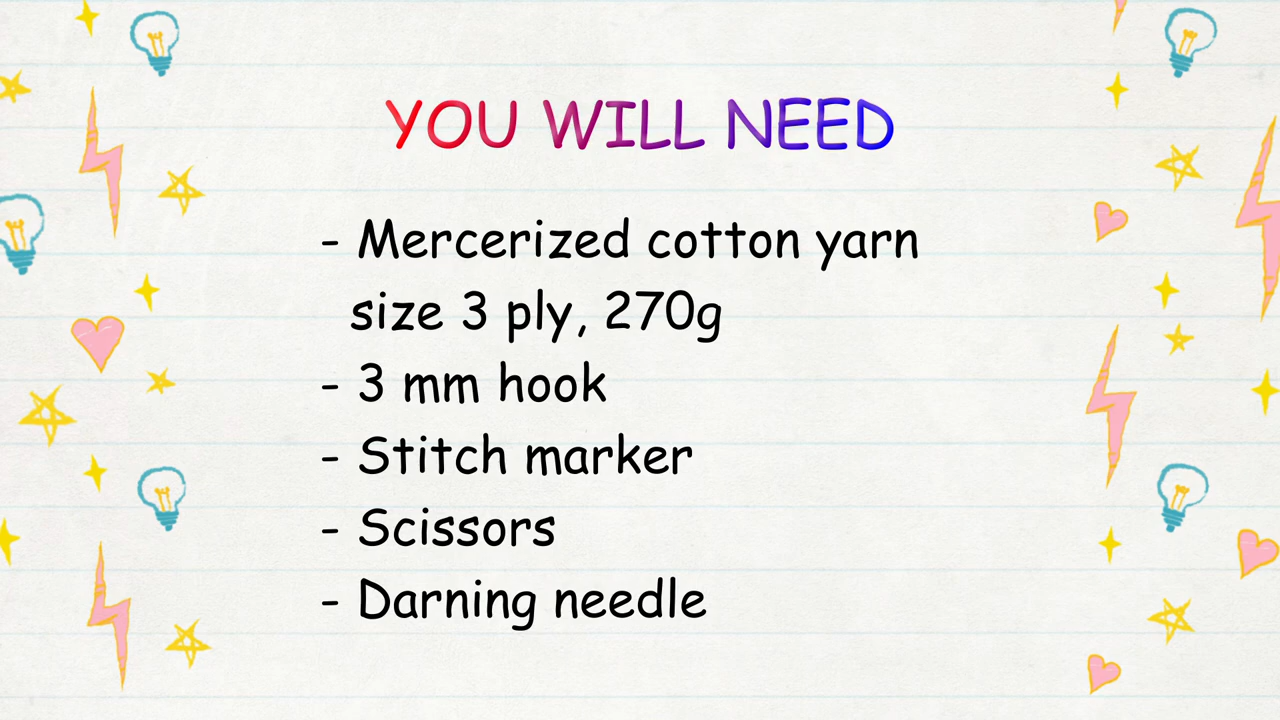 YOU WILL NEED
- Mercerized cotton yarn
size 3 ply, 270g
- 3 mm hook
- Stitch marker
- Scissors
- Darning needle